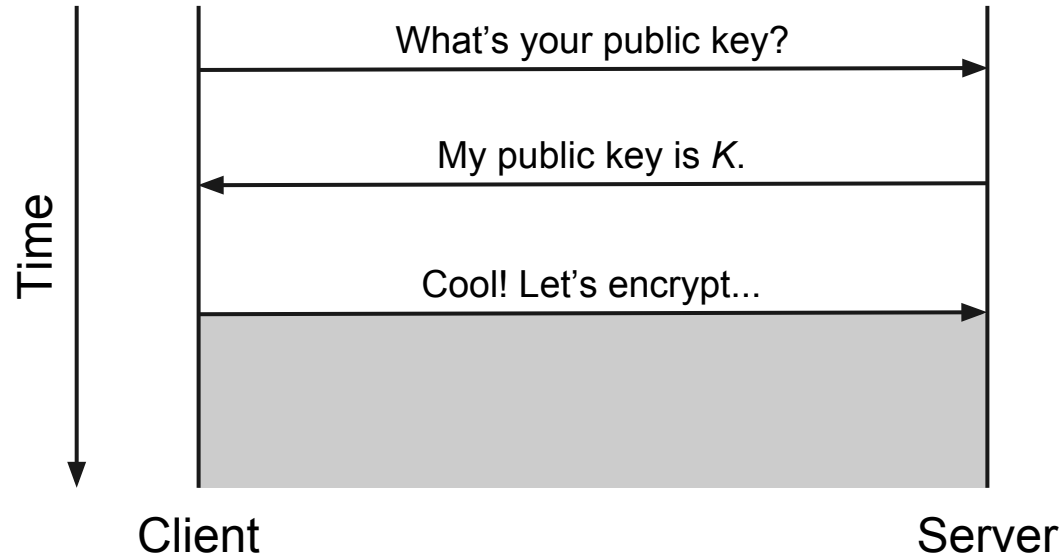 What’s your public key?
My public key is K.
Time
Cool! Let’s encrypt...
Client
Server